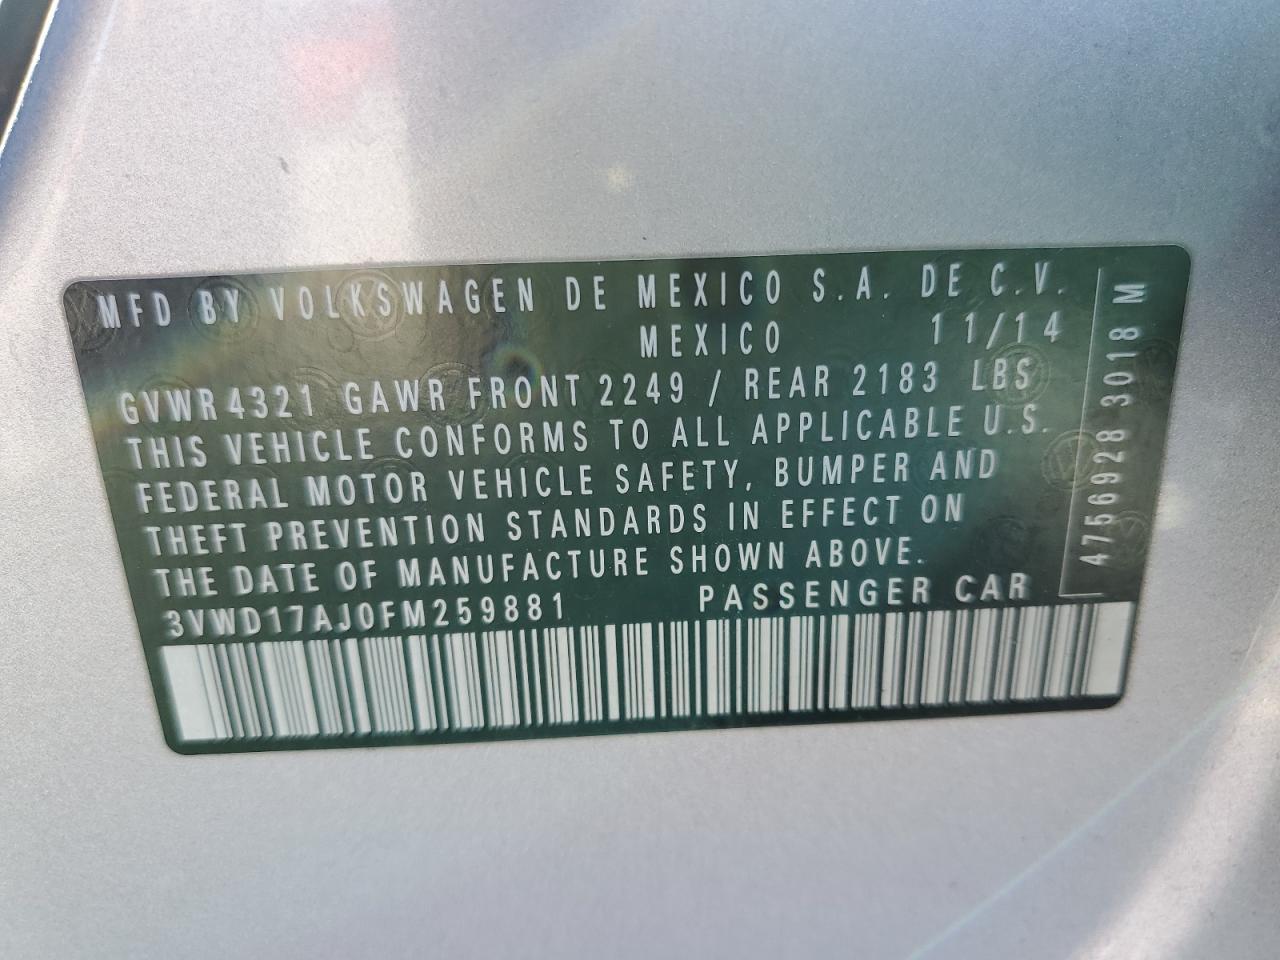 MFD BY VOLKSWAGEN DE MEXICO S.A. DE C.V.
MEXICO 11/14
GVWR 4321 GAWR FRONT 2249 / REAR 2183 LBS
THIS VEHICLE CONFORMS TO ALL APPLICABLE U.S.
FEDERAL MOTOR VEHICLE SAFETY, BUMPER AND
THEFT PREVENTION STANDARDS IN EFFECT ON
THE DATE OF MANUFACTURE SHOWN ABOVE.
3VWD17AJ0FM259881 PASSENGER CAR
4756928 3018 M